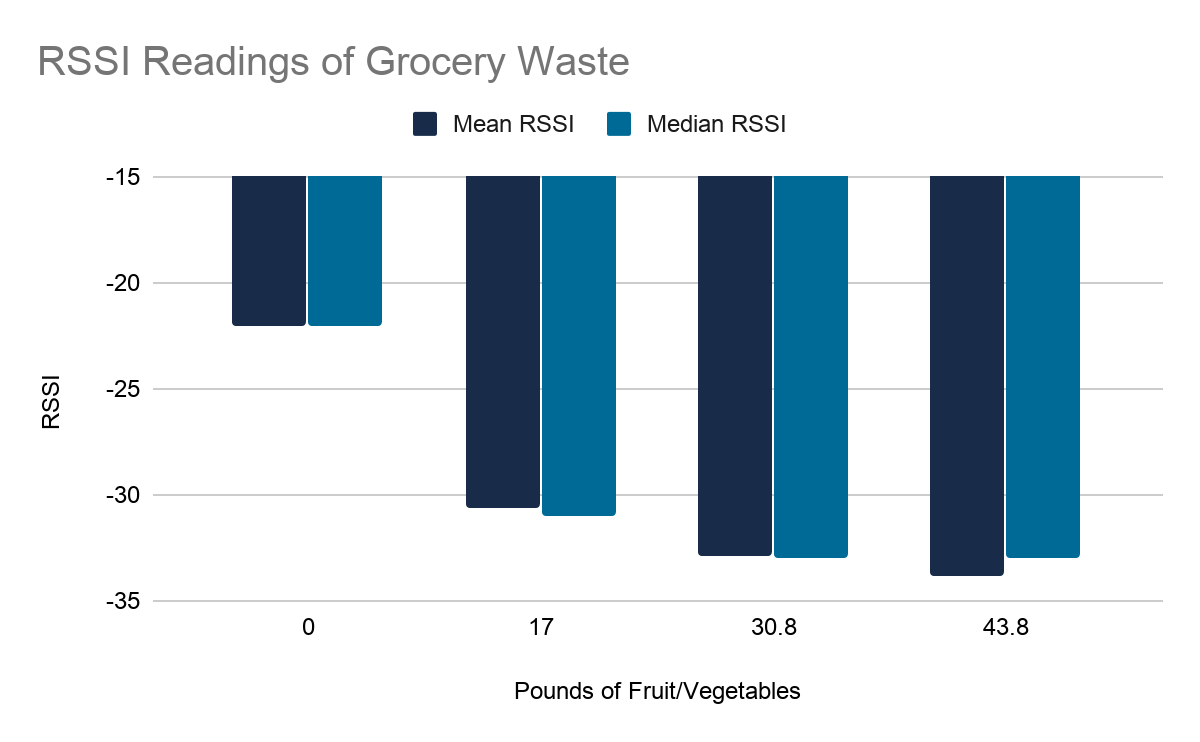 RSSI Readings of Grocery Waste
Mean RSSI
Median RSSI
-15
-20
-25
-30
-35
RSSI
0
17
30.8
43.8
Pounds of Fruit/Vegetables